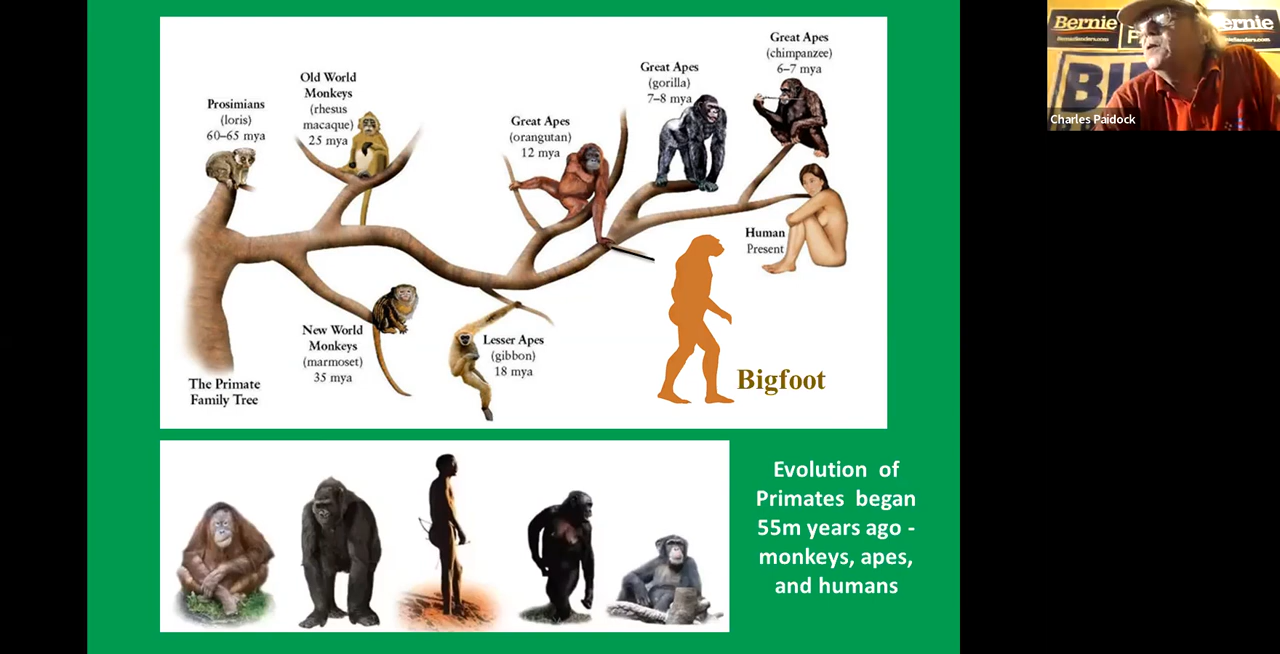 Prosimians
(loris)
60–65 mya
Old World
Monkeys
(rhesus
macaque)
25 mya
Great Apes
(orangutan)
12 mya
Great Apes
(gorilla)
7–8 mya
Great Apes
(chimpanzee)
6–7 mya
Human
Present
New World
Monkeys
(marmoset)
35 mya
Lesser Apes
(gibbon)
18 mya
The Primate
Family Tree
Bigfoot
Evolution of
Primates began
55m years ago -
monkeys, apes,
and humans
Bernie
Charles Paidock